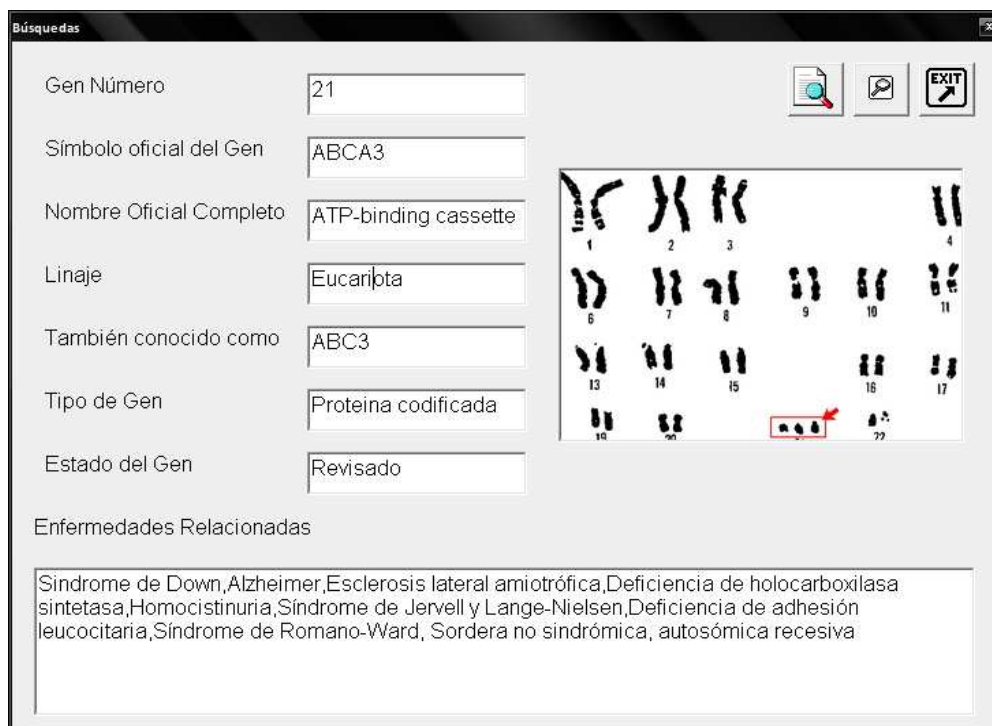 Búsquedas
Gen Número
21
EXIT
Símbolo oficial del Gen
ABCA3
Nombre Oficial Completo
ATP-binding cassette
Linaje
Eucariota
También conocido como
ABC3
Tipo de Gen
Proteina codificada
Estado del Gen
Revisado
1 2 3 4
6 7 8 9 10 11
13 14 15 16 17
19 20 22
Enfermedades Relacionadas
Sindrome de Down,Alzheimer,Esclerosis lateral amiotrófica,Deficiencia de holocarboxilasa
sintetasa,Homocistinuria,Síndrome de Jervell y Lange-Nielsen,Deficiencia de adhesión
leucocitaria,Síndrome de Romano-Ward, Sordera no sindrómica, autosómica recesiva